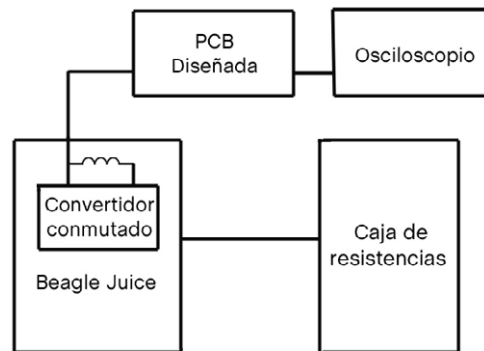 PCB
Diseñada
Osciloscopio
Convertidor
conmutado
Beagle Juice
Caja de
resistencias